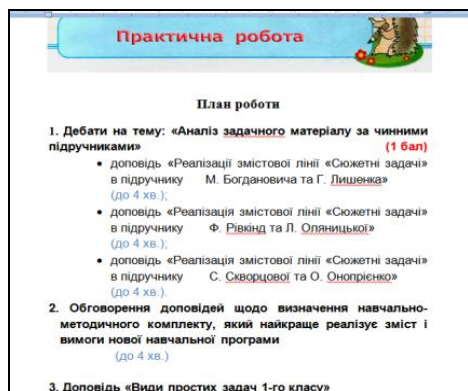 Практична робота
План роботи
1. Дебати на тему: «Аналіз задачного матеріалу за чинними
підручниками» (1 бал)
• доповідь «Реалізації змістової лінії «Сюжетні задачі»
в підручнику М. Богдановича та Г. Лишенка»
(до 4 хв.);
• доповідь «Реалізація змістової лінії «Сюжетні задачі»
в підручнику Ф. Рівкінд та Л. Оляницької»
(до 4 хв.);
• доповідь «Реалізація змістової лінії «Сюжетні задачі»
в підручнику С. Скворцової та О. Онопрієнко»
(до 4 хв.).
2. Обговорення доповідей щодо визначення навчально-
методичного комплекту, який найкраще реалізує зміст і
вимоги нової навчальної програми
(до 4 хв.)
3. Доповідь «Види простих задач 1-го класу»